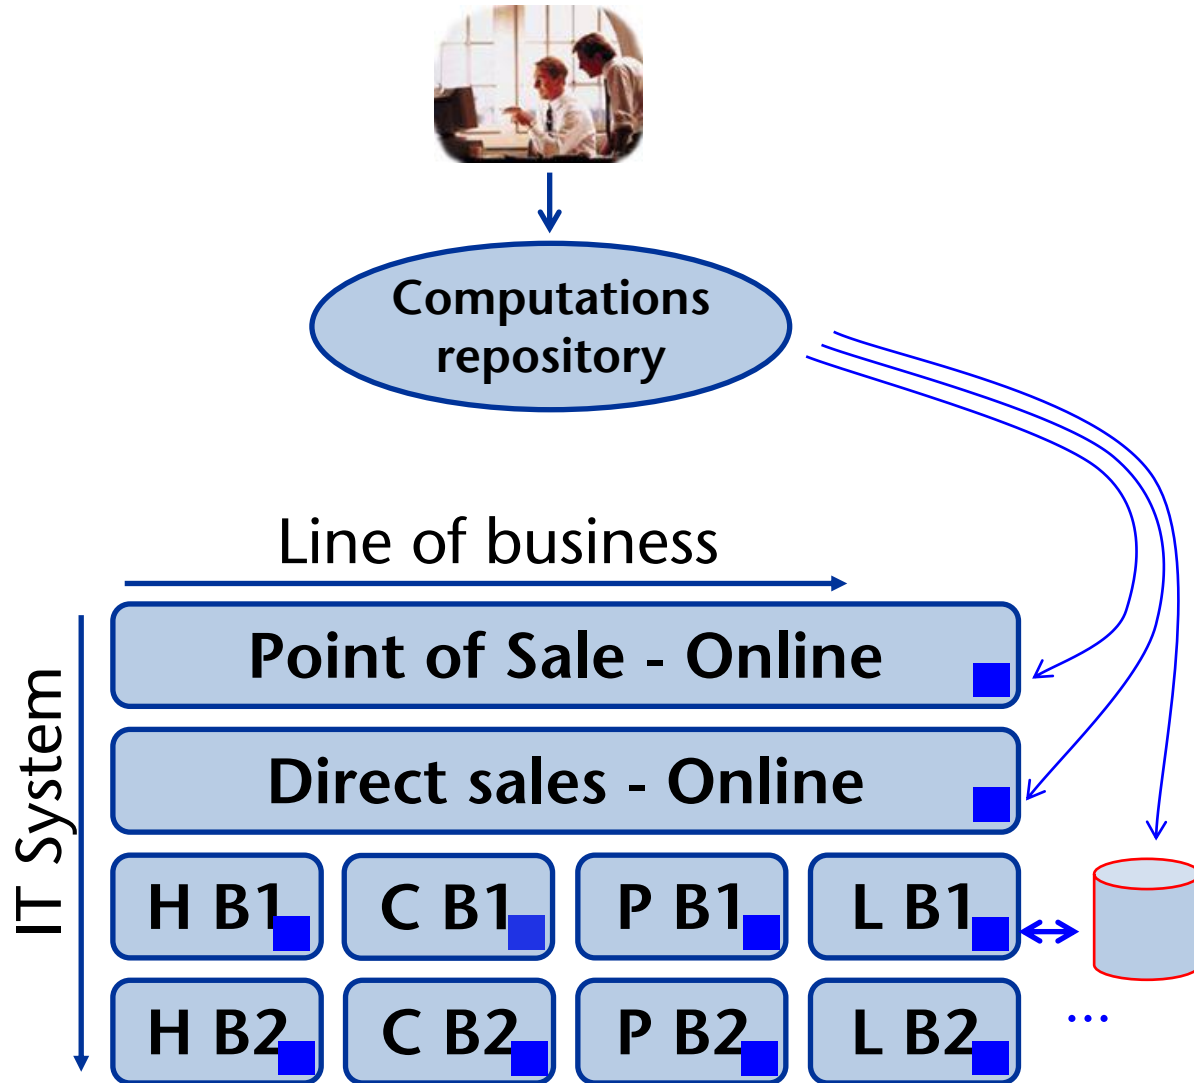 Computations
repository
Line of business
IT System
Point of Sale - Online
Direct sales - Online
H B1
C B1
P B1
L B1
H B2
C B2
P B2
L B2
...